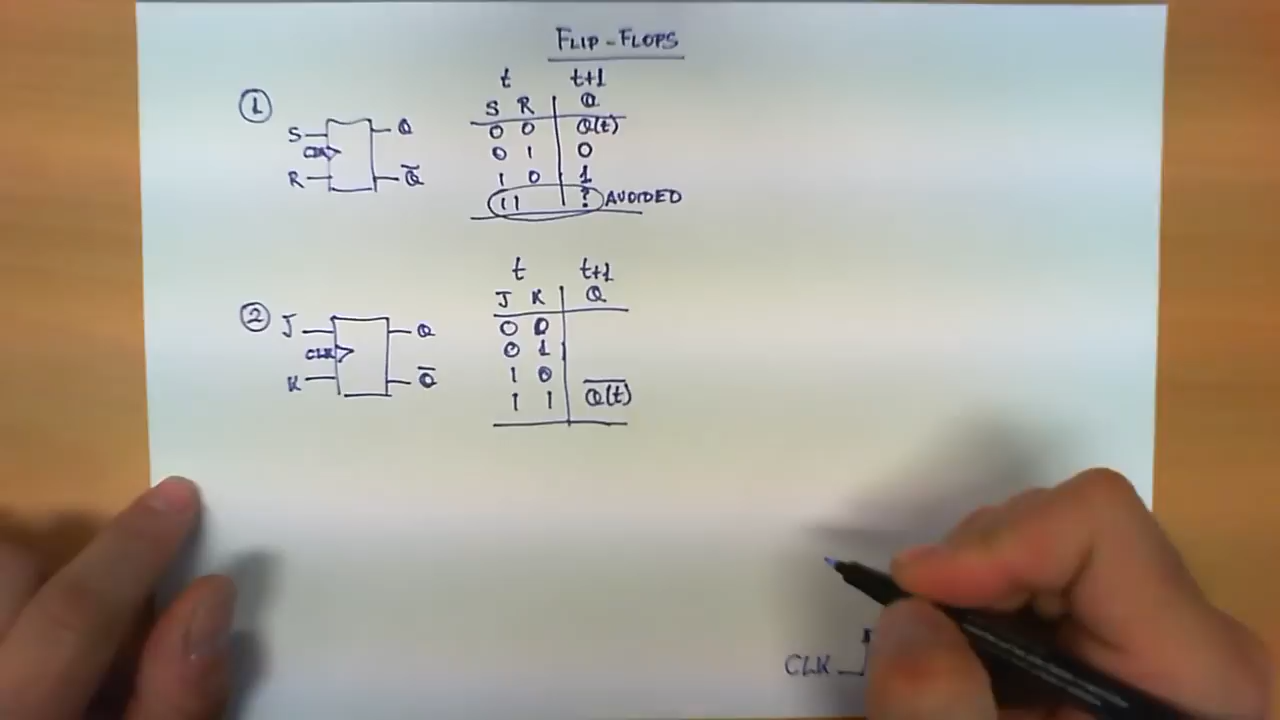 FLIP-FLOPS
t t+1
① S R Q
S Q 0 0 Q(t)
CLK 0 1 0
R Q̅ 1 0 1
1 1 ? AVOIDED
t t+1
② J K Q
J Q 0 0
CLK 0 1
K Q̅ 1 0
1 1 Q̅(̅t̅)̅
CLK